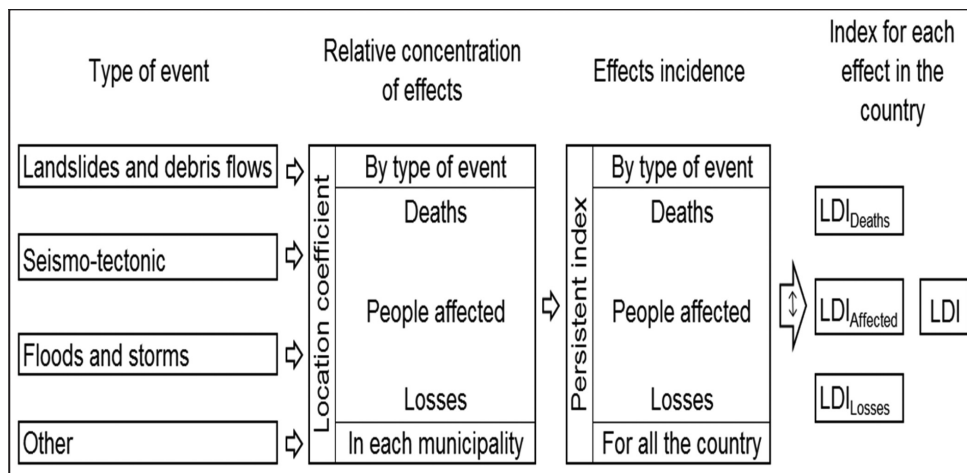 Type of event
Relative concentration
of effects
Effects incidence
Index for each
effect in the
country
Landslides and debris flows
Seismo-tectonic
Floods and storms
Other
Location coefficient
By type of event
Deaths
People affected
Losses
In each municipality
Persistent index
By type of event
Deaths
People affected
Losses
For all the country
LDIDeaths
LDIAffected
LDILosses
LDI